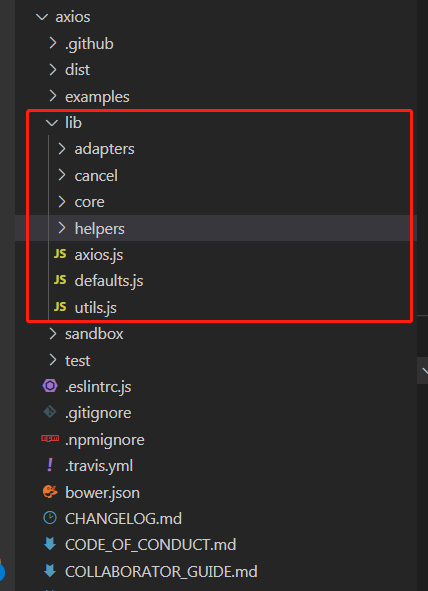 axios
.github
dist
examples
lib
adapters
cancel
core
helpers
JS axios.js
JS defaults.js
JS utils.js
sandbox
test
.eslintrc.js
.gitignore
.npmignore
! .travis.yml
bower.json
CHANGELOG.md
CODE_OF_CONDUCT.md
COLLABORATOR_GUIDE.md